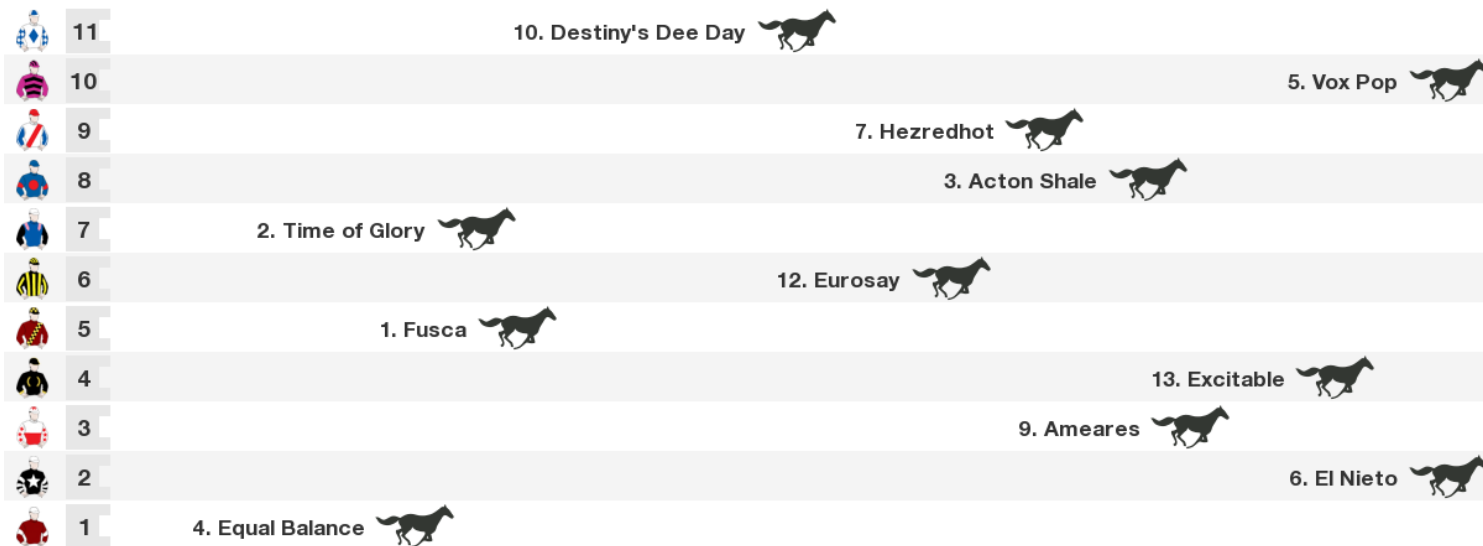 11 10. Destiny's Dee Day
10 5. Vox Pop
9 7. Hezredhot
8 3. Acton Shale
7 2. Time of Glory
6 12. Eurosay
5 1. Fusca
4 13. Excitable
3 9. Ameares
2 6. El Nieto
1 4. Equal Balance